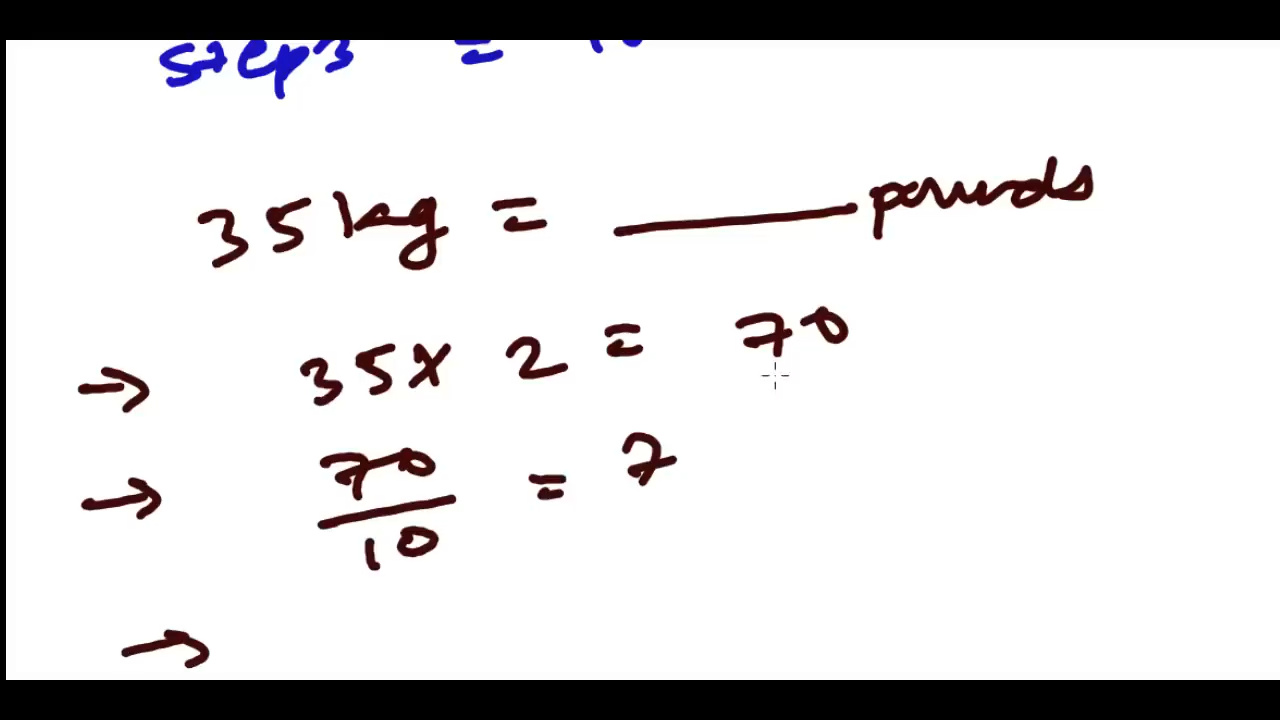 step3 =
35 kg = ______ pounds
→ 35 x 2 = 70
→ 70/10 = 7
→